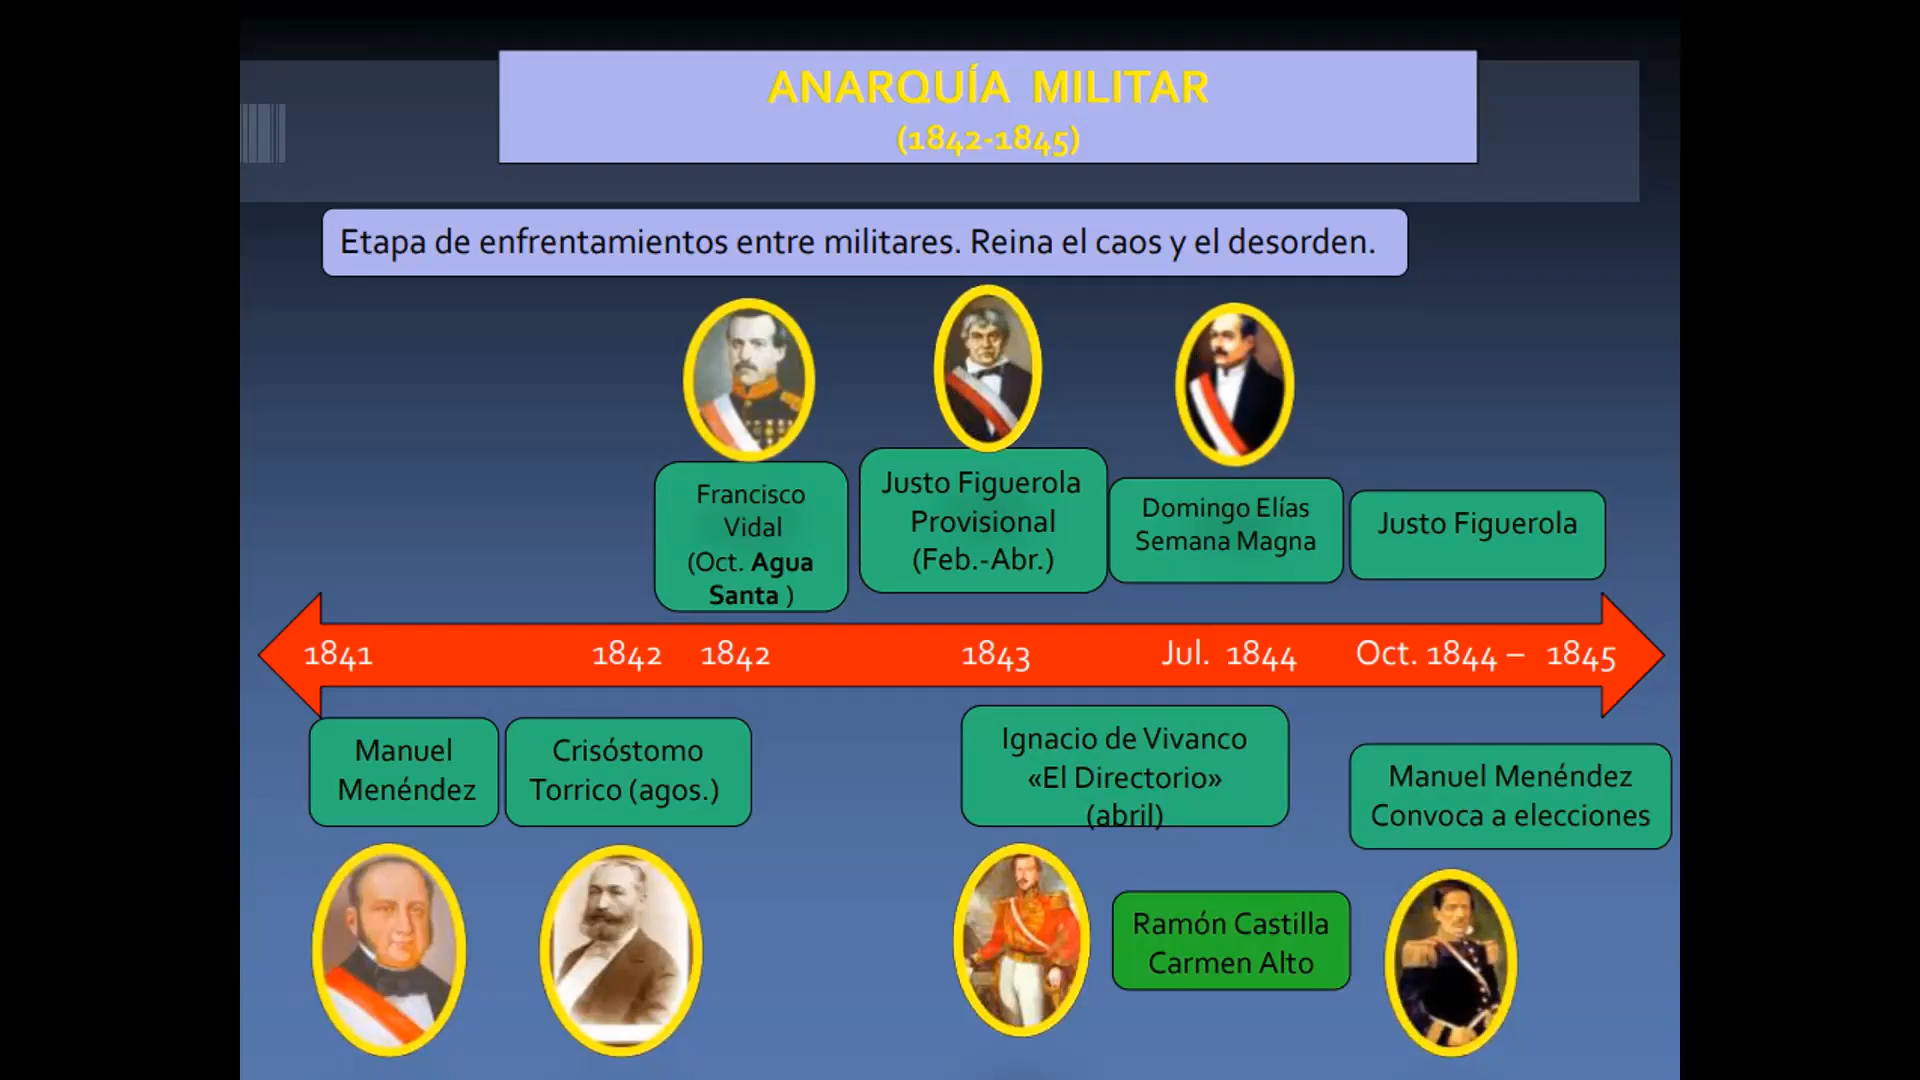 ANARQUÍA MILITAR
(1842-1845)
Etapa de enfrentamientos entre militares. Reina el caos y el desorden.
Francisco
Vidal
(Oct. Agua
Santa )
Justo Figuerola
Provisional
(Feb.-Abr.)
Domingo Elías
Semana Magna
Justo Figuerola
1841 1842 1842 1843 Jul. 1844 Oct. 1844 – 1845
Manuel
Menéndez
Crisóstomo
Torrico (agos.)
Ignacio de Vivanco
«El Directorio»
(abril)
Manuel Menéndez
Convoca a elecciones
Ramón Castilla
Carmen Alto